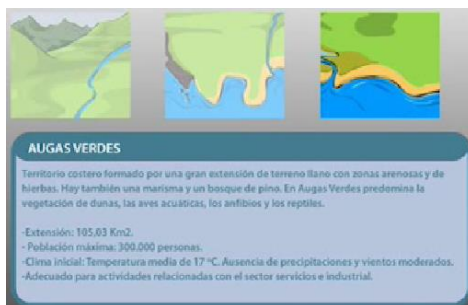 AUGAS VERDES
Territorio costero formado por una gran extensión de terreno llano con zonas arenosas y de
hierbas. Hay también una marisma y un bosque de pino. En Augas Verdes predomina la
vegetación de dunas, las aves acuáticas, los anfibios y los reptiles.
-Extensión: 105,03 Km2.
- Población máxima: 300.000 personas.
-Clima inicial: Temperatura media de 17 ºC. Ausencia de precipitaciones y vientos moderados.
-Adecuado para actividades relacionadas con el sector servicios e industrial.